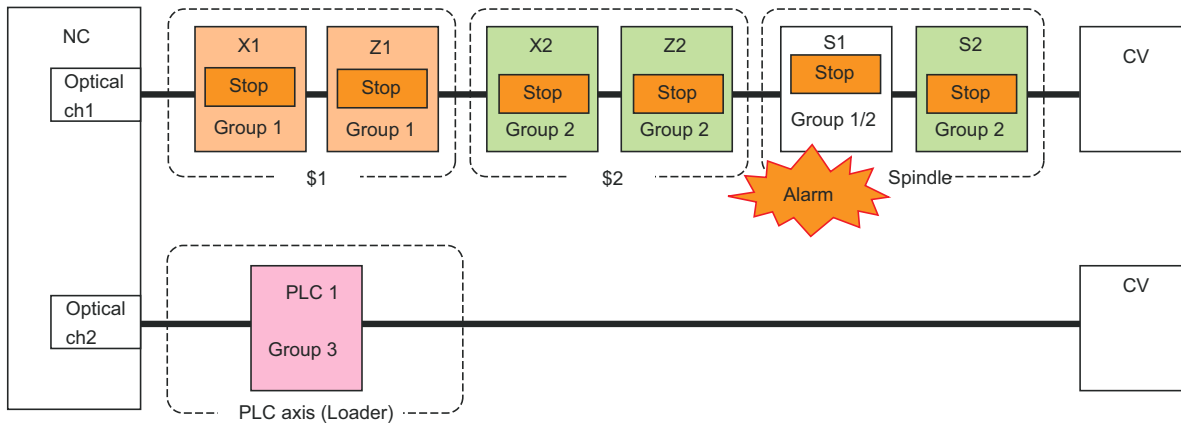 NC
Optical
ch1
X1
Stop
Group 1
Z1
Stop
Group 1
$1
X2
Stop
Group 2
Z2
Stop
Group 2
$2
S1
Stop
Group 1/2
S2
Stop
Group 2
Spindle
Alarm
CV
Optical
ch2
PLC 1
Group 3
PLC axis (Loader)
CV